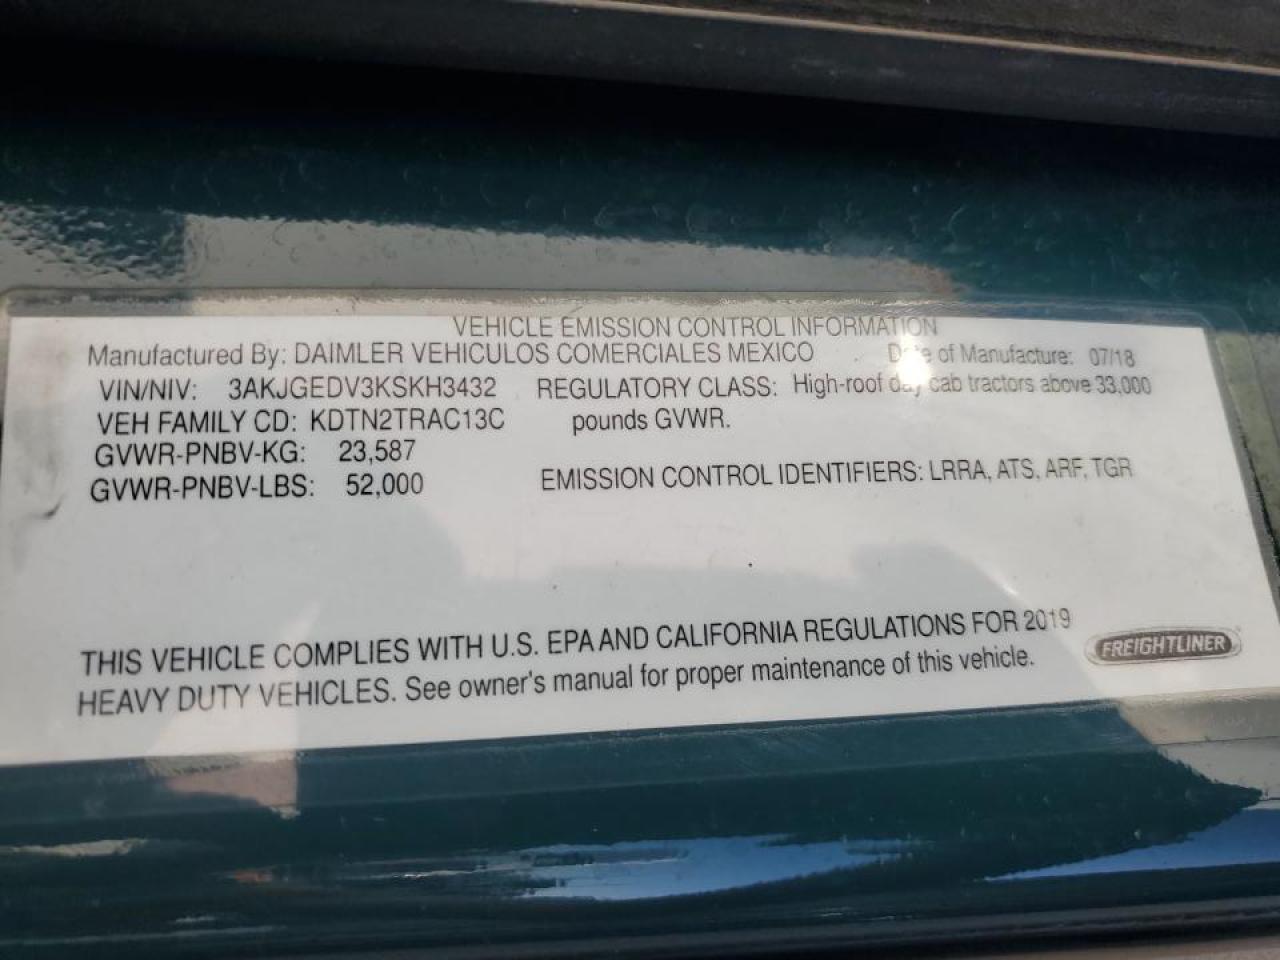 VEHICLE EMISSION CONTROL INFORMATION
Manufactured By: DAIMLER VEHICULOS COMERCIALES MEXICO Date of Manufacture: 07/18
VIN/NIV: 3AKJGEDV3KSKH3432 REGULATORY CLASS: High-roof day cab tractors above 33,000
VEH FAMILY CD: KDTN2TRAC13C pounds GVWR.
GVWR-PNBV-KG: 23,587
GVWR-PNBV-LBS: 52,000 EMISSION CONTROL IDENTIFIERS: LRRA, ATS, ARF, TGR
THIS VEHICLE COMPLIES WITH U.S. EPA AND CALIFORNIA REGULATIONS FOR 2019
HEAVY DUTY VEHICLES. See owner's manual for proper maintenance of this vehicle.
FREIGHTLINER